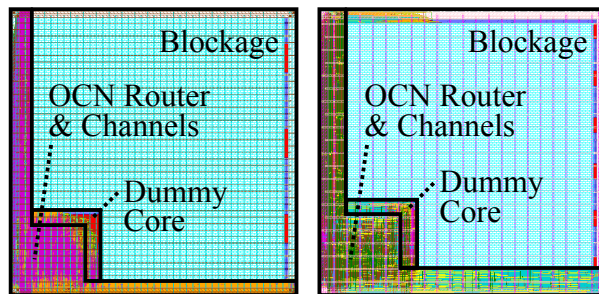 Blockage
OCN Router
& Channels
Dummy
Core
Blockage
OCN Router
& Channels
Dummy
Core